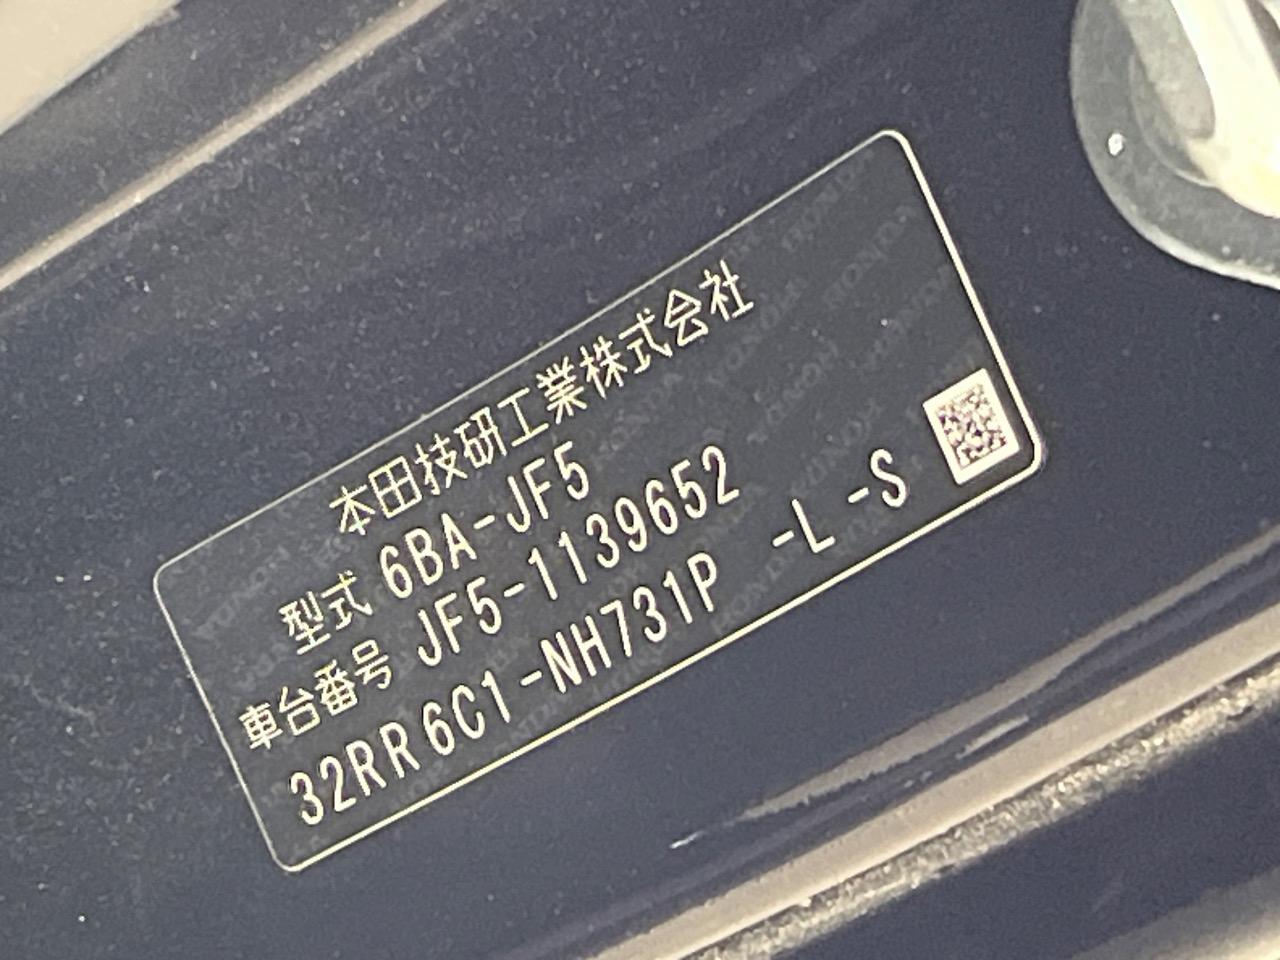 本田技研工業株式会社
型式 6BA-JF5
車台番号 JF5-1139652
32RR6C1-NH731P -L -S